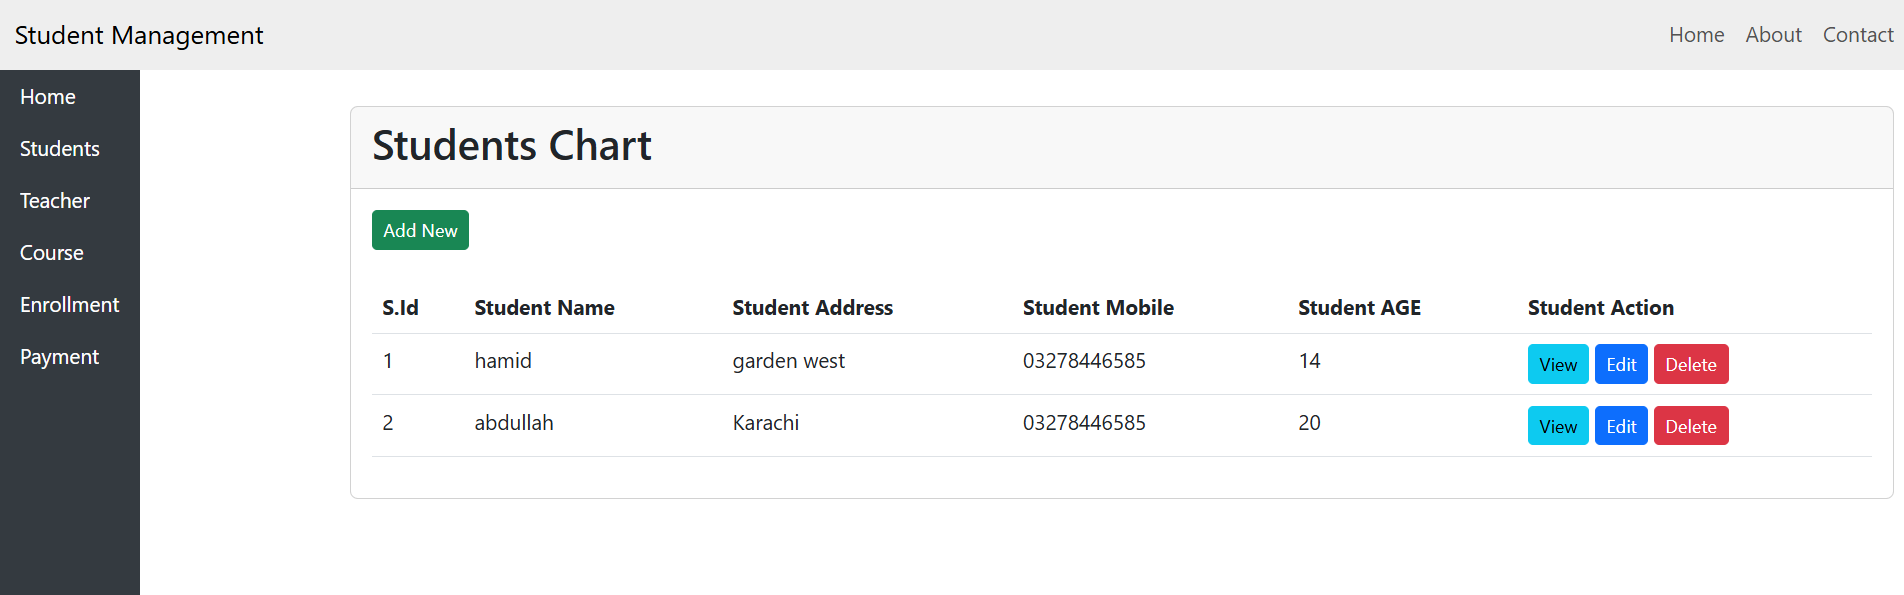 Student Management
Home About Contact
Home
Students
Teacher
Course
Enrollment
Payment
Students Chart
Add New
S.Id Student Name Student Address Student Mobile Student AGE Student Action
1 hamid garden west 03278446585 14 View Edit Delete
2 abdullah Karachi 03278446585 20 View Edit Delete